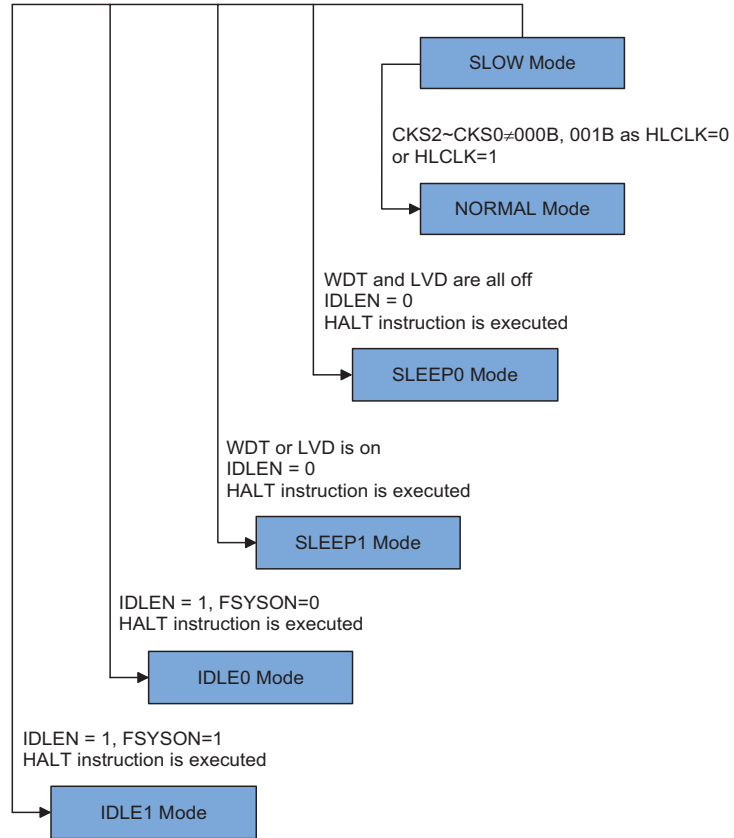 SLOW Mode
CKS2~CKS0≠000B, 001B as HLCLK=0
or HLCLK=1
NORMAL Mode
WDT and LVD are all off
IDLEN = 0
HALT instruction is executed
SLEEP0 Mode
WDT or LVD is on
IDLEN = 0
HALT instruction is executed
SLEEP1 Mode
IDLEN = 1, FSYSON=0
HALT instruction is executed
IDLE0 Mode
IDLEN = 1, FSYSON=1
HALT instruction is executed
IDLE1 Mode